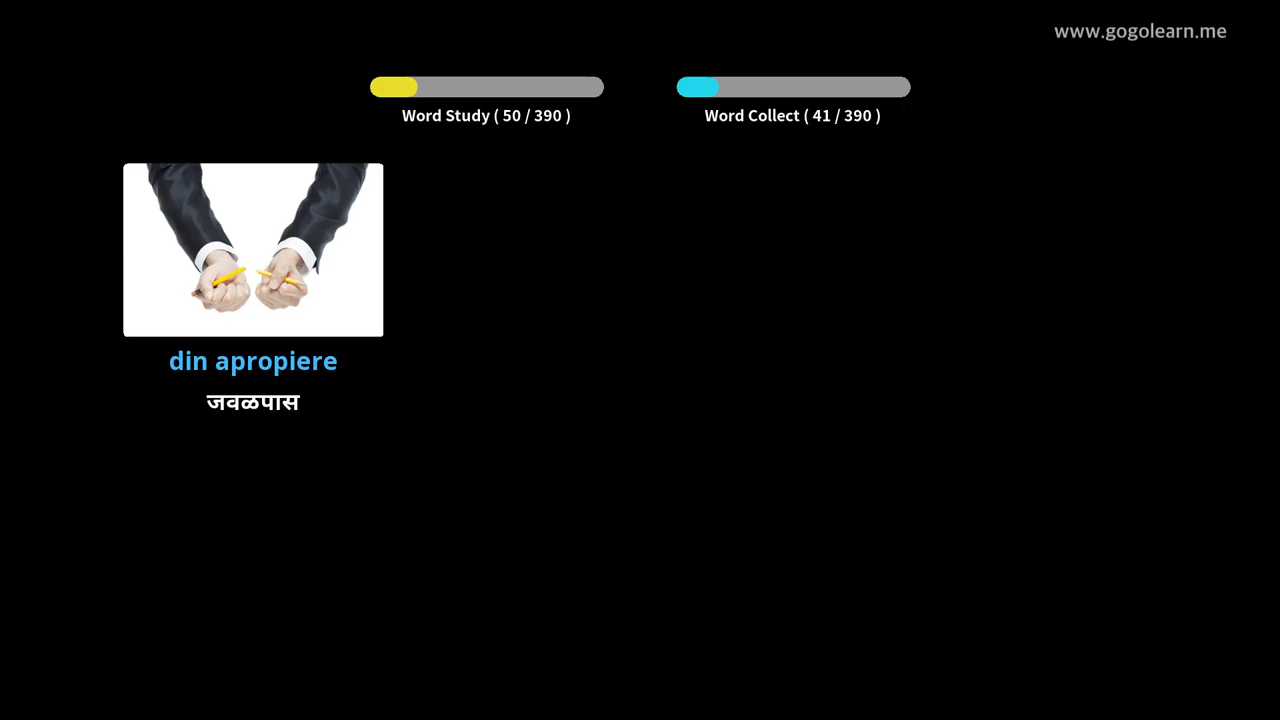 www.gogolearn.me
Word Study ( 50 / 390 )
Word Collect ( 41 / 390 )
din apropiere
जवळपास